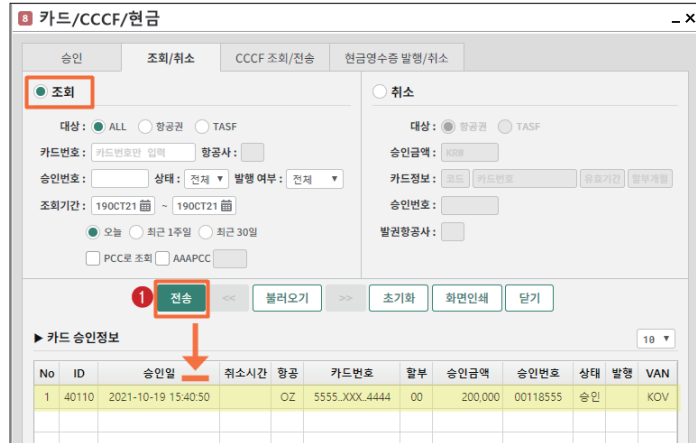 8 카드/CCCF/현금
승인 조회/취소 CCCF 조회/전송 현금영수증 발행/취소
조회
대상 : ALL 항공권 TASF
카드번호 : 카드번호만 입력 항공사 :
승인번호 : 상태 : 전체 발행 여부 : 전체
조회기간 : 19OCT21 ~ 19OCT21
오늘 최근 1주일 최근 30일
PCC로 조회 AAAPCC
취소
대상 : 항공권 TASF
승인금액 : KRW
카드정보 : 코드 카드번호 유효기간 할부개월
승인번호 :
발권항공사 :
1 전송 << 불러오기 >> 초기화 화면인쇄 닫기
▶ 카드 승인정보 10
No ID 승인일 취소시간 항공 카드번호 할부 승인금액 승인번호 상태 발행 VAN
1 40110 2021-10-19 15:40:50 OZ 5555..XXX..4444 00 200,000 00118555 승인 KOV